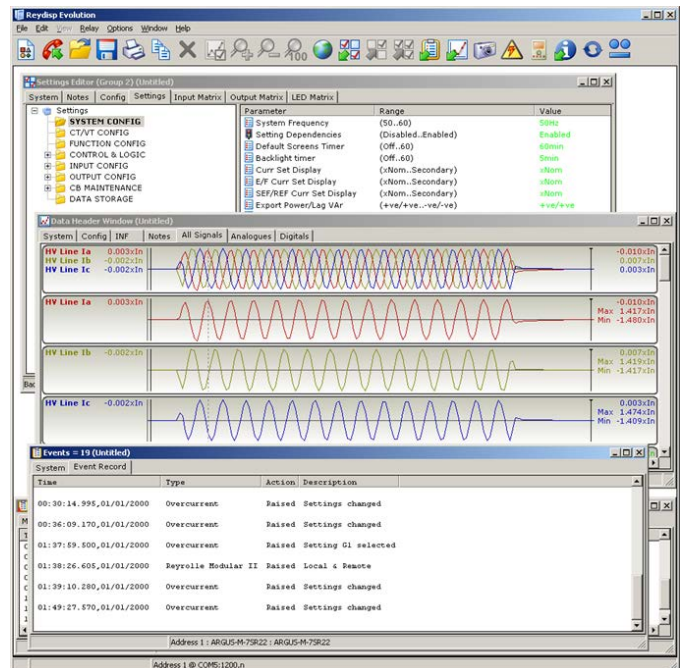 Reydisp Evolution
File Edit View Relay Options Window Help
100
Settings Editor (Group 2) (Untitled)
System Notes Config Settings Input Matrix Output Matrix LED Matrix
Settings
SYSTEM CONFIG
CT/VT CONFIG
FUNCTION CONFIG
CONTROL & LOGIC
INPUT CONFIG
OUTPUT CONFIG
CB MAINTENANCE
DATA STORAGE
Parameter Range Value
System Frequency (50..60) 50Hz
Setting Dependencies (Disabled..Enabled) Enabled
Default Screens Timer (Off..60) 60min
Backlight timer (Off..60) 5min
Curr Set Display (xNom..Secondary) xNom
E/F Curr Set Display (xNom..Secondary) xNom
SEF/REF Curr Set Display (xNom..Secondary) xNom
Export Power/Lag VAr (+ve/+ve..-ve/-ve) +ve/+ve
Data Header Window (Untitled)
System Config INF Notes All Signals Analogues Digitals
HV Line Ia 0.003xIn -0.010xIn
HV Line Ib -0.002xIn 0.007xIn
HV Line Ic -0.002xIn 0.003xIn
HV Line Ia 0.003xIn -0.010xIn
Max 1.417xIn
Min -1.480xIn
HV Line Ib -0.002xIn 0.007xIn
Max 1.419xIn
Min -1.417xIn
HV Line Ic -0.002xIn 0.003xIn
Max 1.474xIn
Min -1.409xIn
Events = 19 (Untitled)
System Event Record
Time Type Action Description
00:30:14.995,01/01/2000 Overcurrent Raised Settings changed
00:36:09.170,01/01/2000 Overcurrent Raised Settings changed
01:37:59.500,01/01/2000 Overcurrent Raised Setting G1 selected
01:38:26.605,01/01/2000 Reyrolle Modular II Raised Local & Remote
01:39:10.280,01/01/2000 Overcurrent Raised Settings changed
01:49:27.570,01/01/2000 Overcurrent Raised Settings changed
Address 1 : ARGUS-M-7SR22 : ARGUS-M-7SR22
Address 1 @ COM5:1200,n